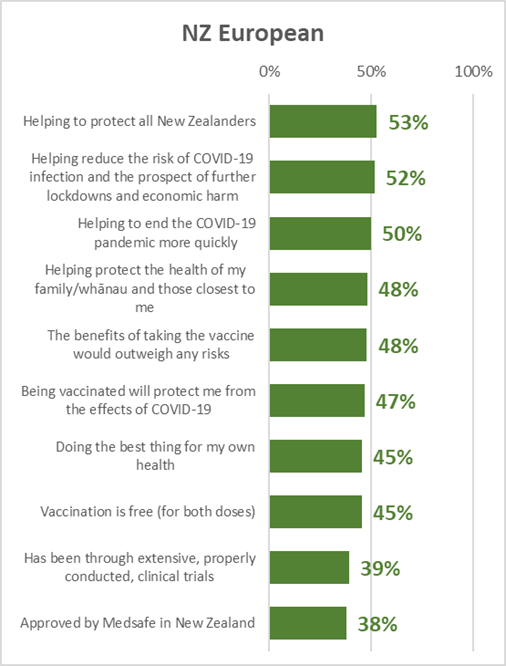 NZ European
0%
50%
100%
Helping to protect all New Zealanders
53%
Helping reduce the risk of COVID-19
infection and the prospect of further
lockdowns and economic harm
52%
Helping to end the COVID-19
pandemic more quickly
50%
Helping protect the health of my
family/whānau and those closest to
me
48%
The benefits of taking the vaccine
would outweigh any risks
48%
Being vaccinated will protect me from
the effects of COVID-19
47%
Doing the best thing for my own
health
45%
Vaccination is free (for both doses)
45%
Has been through extensive, properly
conducted, clinical trials
39%
Approved by Medsafe in New Zealand
38%